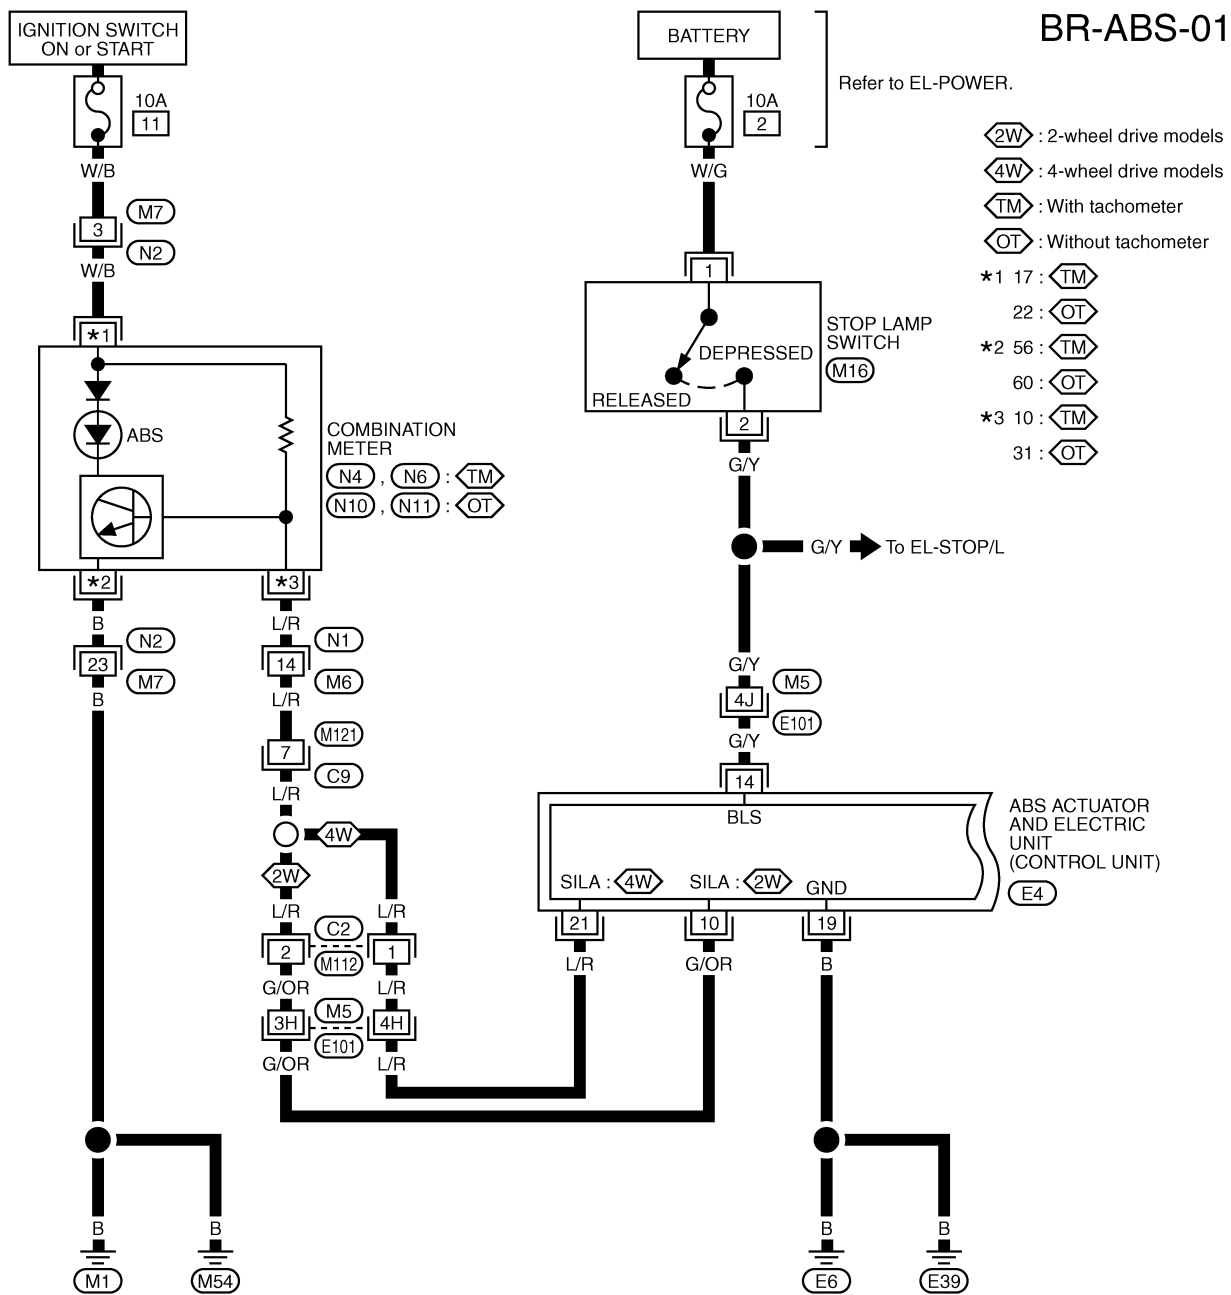 BR-ABS-01
IGNITION SWITCH
ON or START
BATTERY
Refer to EL-POWER.
10A
11
10A
2
W/B
W/G
2W : 2-wheel drive models
4W : 4-wheel drive models
TM : With tachometer
OT : Without tachometer
*1 17 : TM
22 : OT
*2 56 : TM
60 : OT
*3 10 : TM
31 : OT
M7
3
N2
W/B
1
*1
STOP LAMP
SWITCH
M16
DEPRESSED
RELEASED
2
ABS
COMBINATION
METER
N4 , N6 : TM
N10 , N11 : OT
G/Y
G/Y
To EL-STOP/L
*2
*3
B
L/R
N2
23
M7
B
N1
14
M6
L/R
M121
7
C9
L/R
G/Y
M5
4J
E101
G/Y
14
BLS
ABS ACTUATOR
AND ELECTRIC
UNIT
(CONTROL UNIT)
E4
4W
2W
SILA : 4W
SILA : 2W
GND
21
10
19
L/R
L/R
C2
2
1
M112
G/OR
L/R
M5
3H
4H
E101
G/OR
L/R
L/R
G/OR
B
B
B
B
B
M1
M54
E6
E39